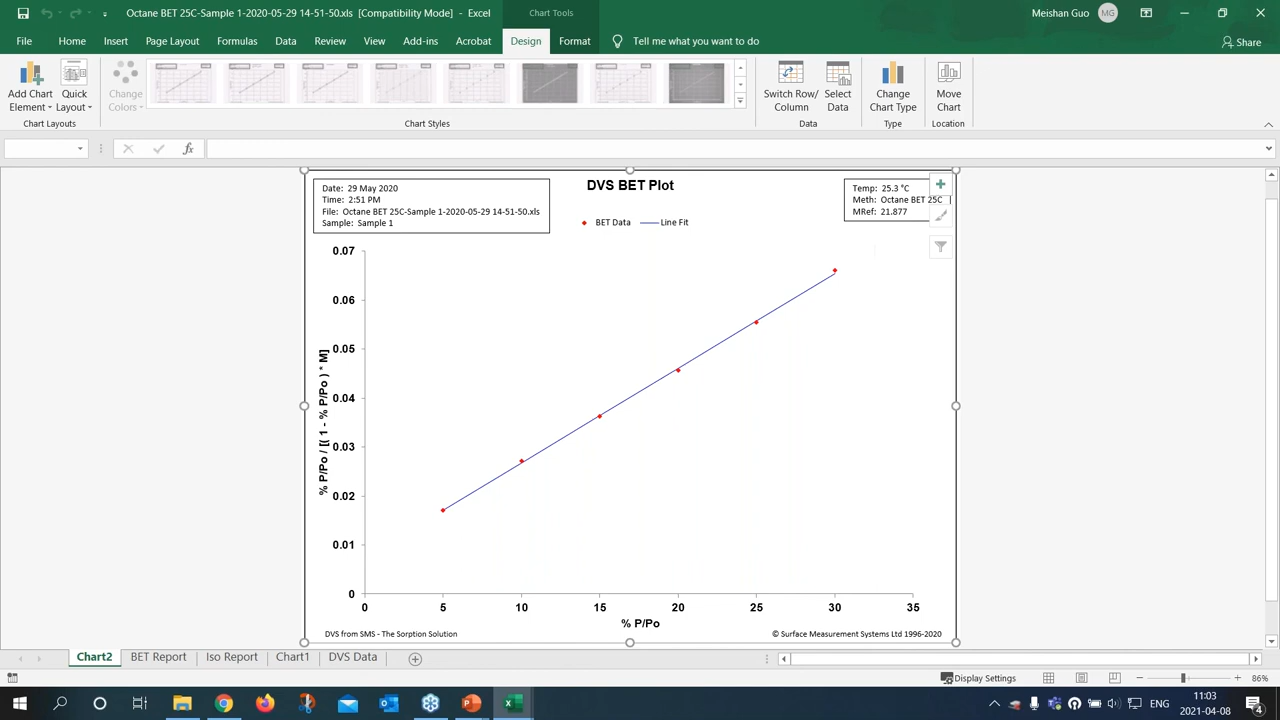 Octane BET 25C-Sample 1-2020-05-29 14-51-50.xls [Compatibility Mode] - Excel
Chart Tools
Meishan Guo
MG
File
Home
Insert
Page Layout
Formulas
Data
Review
View
Add-ins
Acrobat
Design
Format
Tell me what you want to do
Share
Add Chart
Element
Quick
Layout
Change
Colors
Switch Row/
Column
Select
Data
Change
Chart Type
Move
Chart
Chart Layouts
Chart Styles
Data
Type
Location
fx
Date: 29 May 2020
Time: 2:51 PM
File: Octane BET 25C-Sample 1-2020-05-29 14-51-50.xls
Sample: Sample 1
DVS BET Plot
BET Data
Line Fit
Temp: 25.3 °C
Meth: Octane BET 25C
MRef: 21.877
% P/Po / [( 1 - % P/Po ) * M]
0.07
0.06
0.05
0.04
0.03
0.02
0.01
0
0 5 10 15 20 25 30 35
% P/Po
DVS from SMS - The Sorption Solution
© Surface Measurement Systems Ltd 1996-2020
Chart2
BET Report
Iso Report
Chart1
DVS Data
Display Settings
86%
11:03
2021-04-08